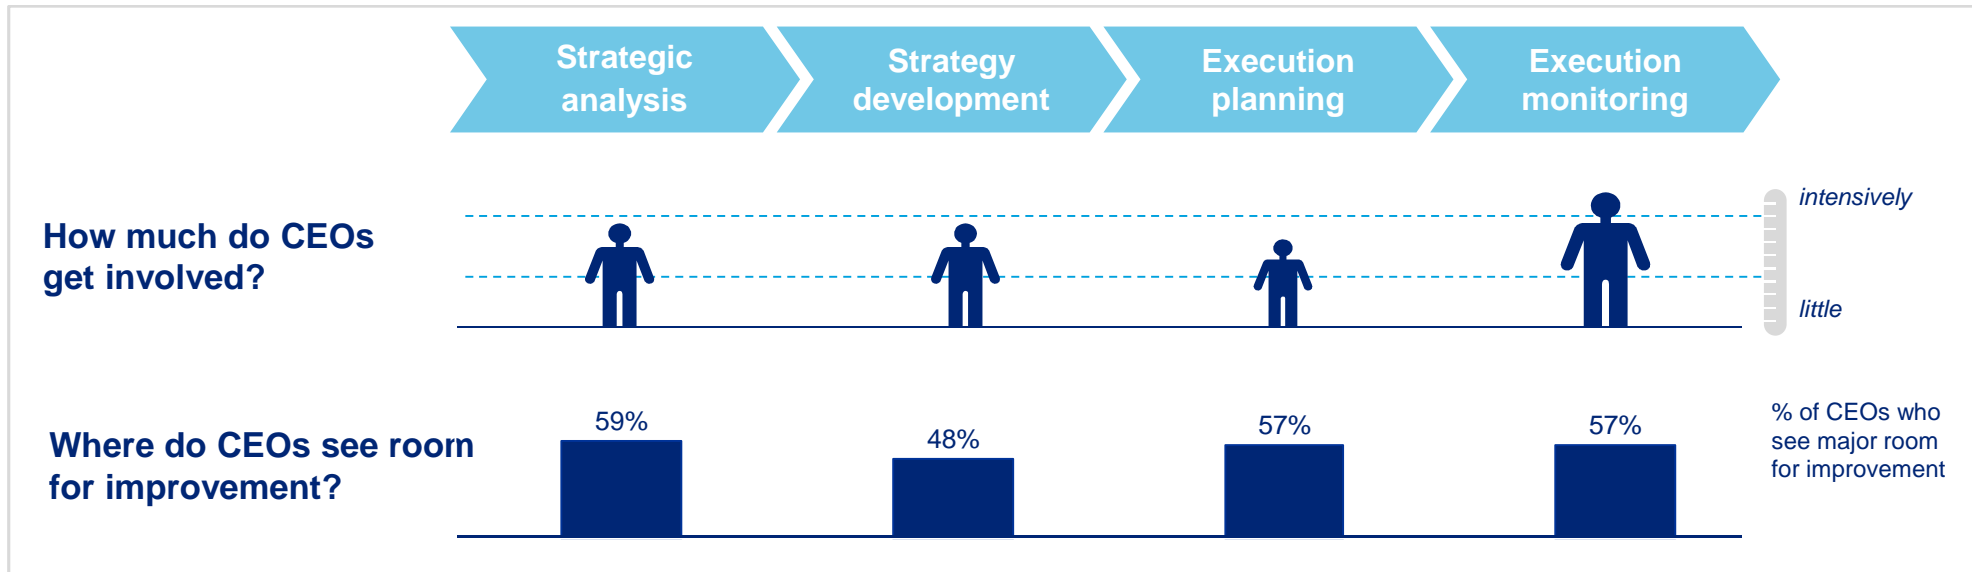 Strategic
analysis
Strategy
development
Execution
planning
Execution
monitoring
How much do CEOs
get involved?
intensively
little
Where do CEOs see room
for improvement?
59%
48%
57%
57%
% of CEOs who
see major room
for improvement